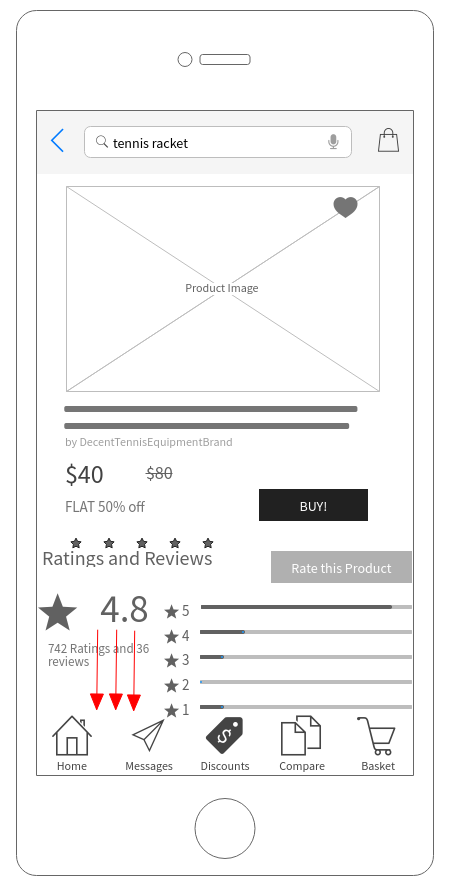 tennis racket
Product Image
by DecentTennisEquipmentBrand
$40 $80
FLAT 50% off
BUY!
Ratings and Reviews
Rate this Product
4.8
742 Ratings and 36
reviews
5
4
3
2
1
Home Messages Discounts Compare Basket